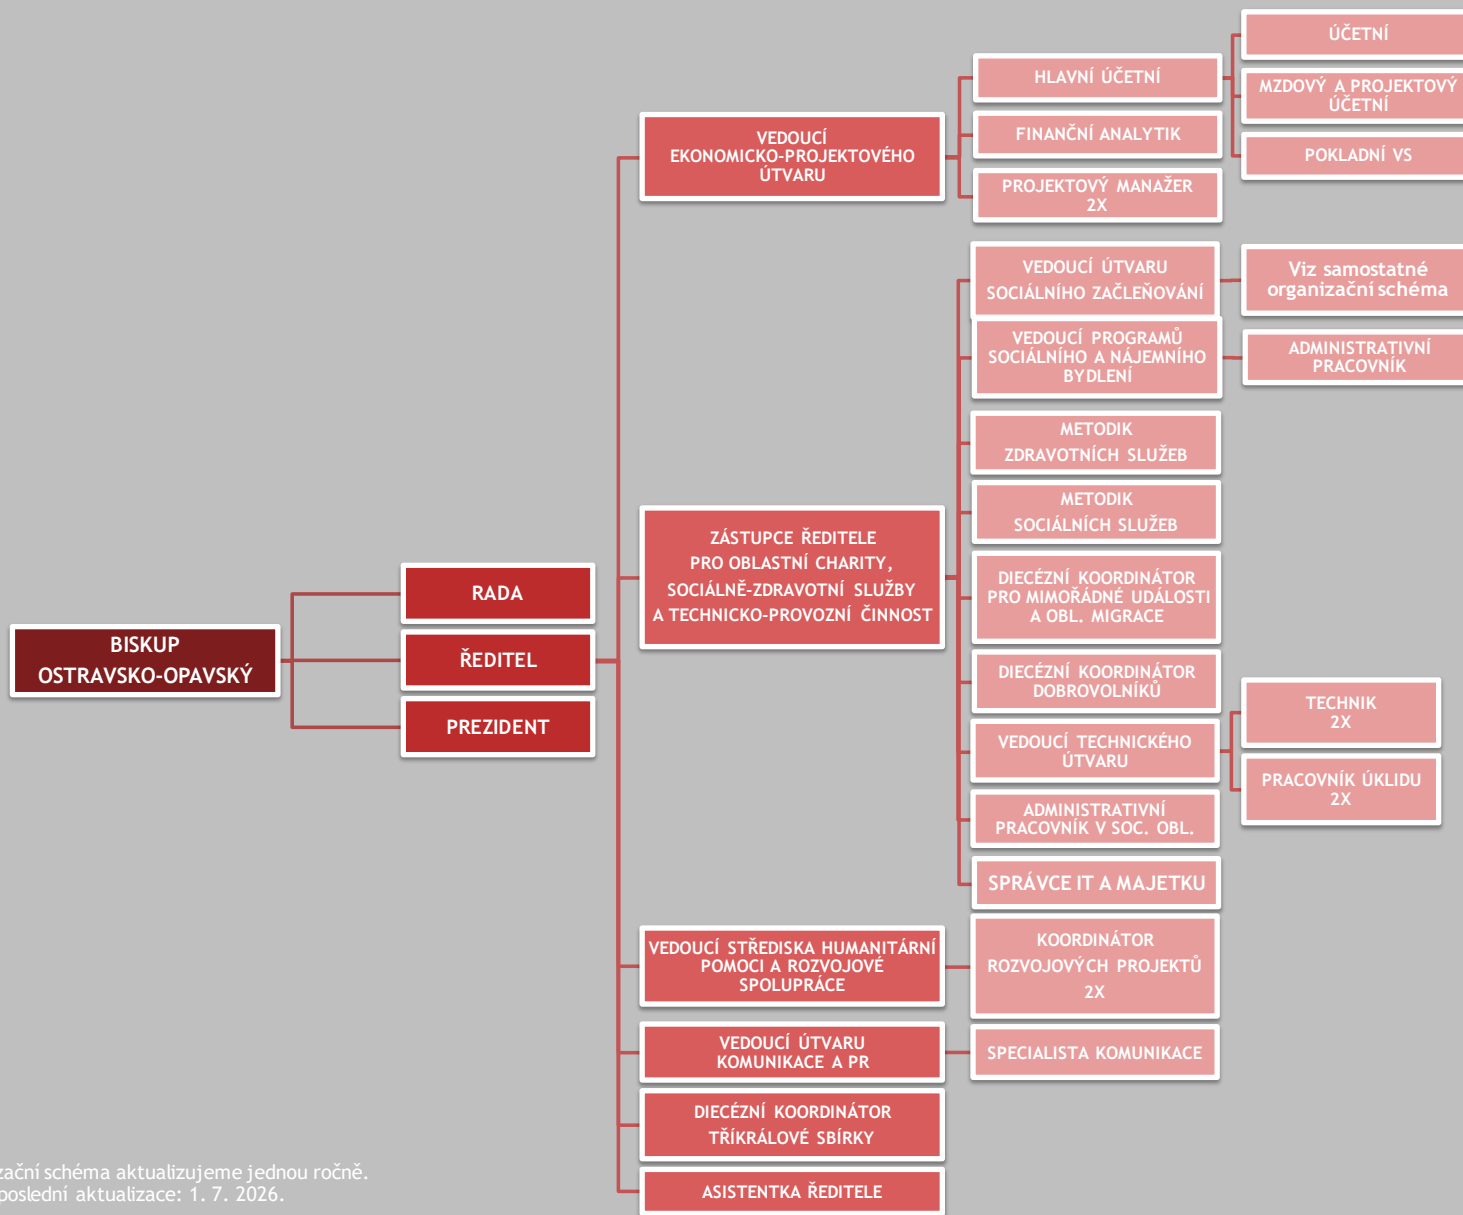 BISKUP
OSTRAVSKO-OPAVSKÝ
RADA
ŘEDITEL
PREZIDENT
VEDOUCÍ
EKONOMICKO-PROJEKTOVÉHO
ÚTVARU
HLAVNÍ ÚČETNÍ
ÚČETNÍ
MZDOVÝ A PROJEKTOVÝ
ÚČETNÍ
POKLADNÍ VS
FINANČNÍ ANALYTIK
PROJEKTOVÝ MANAŽER
2X
ZÁSTUPCE ŘEDITELE
PRO OBLASTNÍ CHARITY,
SOCIÁLNĚ-ZDRAVOTNÍ SLUŽBY
A TECHNICKO-PROVOZNÍ ČINNOST
VEDOUCÍ ÚTVARU
SOCIÁLNÍHO ZAČLEŇOVÁNÍ
Viz samostatné
organizační schéma
VEDOUCÍ PROGRAMŮ
SOCIÁLNÍHO A NÁJEMNÍHO
BYDLENÍ
ADMINISTRATIVNÍ
PRACOVNÍK
METODIK
ZDRAVOTNÍCH SLUŽEB
METODIK
SOCIÁLNÍCH SLUŽEB
DIECÉZNÍ KOORDINÁTOR
PRO MIMOŘÁDNÉ UDÁLOSTI
A OBL. MIGRACE
DIECÉZNÍ KOORDINÁTOR
DOBROVOLNÍKŮ
VEDOUCÍ TECHNICKÉHO
ÚTVARU
TECHNIK
2X
PRACOVNÍK ÚKLIDU
2X
ADMINISTRATIVNÍ
PRACOVNÍK V SOC. OBL.
SPRÁVCE IT A MAJETKU
VEDOUCÍ STŘEDISKA HUMANITÁRNÍ
POMOCI A ROZVOJOVÉ
SPOLUPRÁCE
KOORDINÁTOR
ROZVOJOVÝCH PROJEKTŮ
2X
VEDOUCÍ ÚTVARU
KOMUNIKACE A PR
SPECIALISTA KOMUNIKACE
DIECÉZNÍ KOORDINÁTOR
TŘÍKRÁLOVÉ SBÍRKY
ASISTENTKA ŘEDITELE
zační schéma aktualizujeme jednou ročně.
poslední aktualizace: 1. 7. 2026.